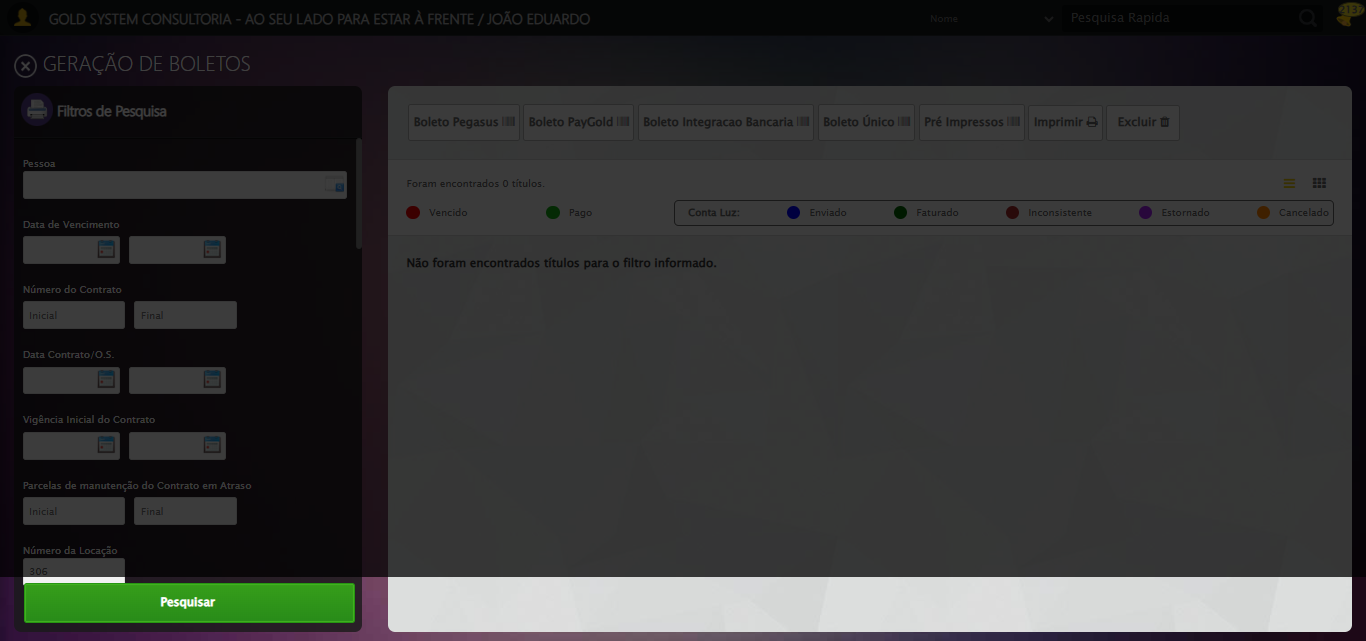 GOLD SYSTEM CONSULTORIA - AO SEU LADO PARA ESTAR À FRENTE / JOÃO EDUARDO
Nome
Pesquisa Rapida
2132
GERAÇÃO DE BOLETOS
Filtros de Pesquisa
Pessoa
Data de Vencimento
Número do Contrato
Inicial Final
Data Contrato/O.S.
Vigência Inicial do Contrato
Parcelas de manutenção do Contrato em Atraso
Inicial Final
Número da Locação
306
Pesquisar
Boleto Pegasus Boleto PayGold Boleto Integracao Bancaria Boleto Único Pré Impressos Imprimir Excluir
Foram encontrados 0 títulos.
Vencido Pago Conta Luz: Enviado Faturado Inconsistente Estornado Cancelado
Não foram encontrados títulos para o filtro informado.